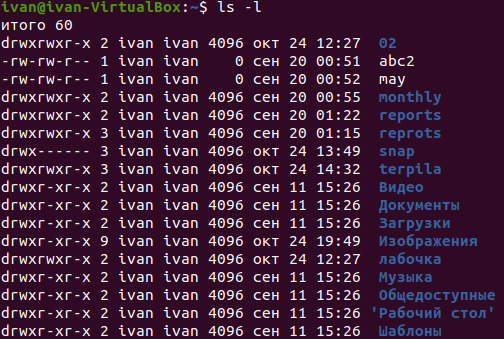 ivan@ivan-VirtualBox:~$ ls -l
итого 60
drwxrwxr-x 2 ivan ivan 4096 окт 24 12:27  02
-rw-rw-r-- 1 ivan ivan    0 сен 20 00:51  abc2
-rw-rw-r-- 1 ivan ivan    0 сен 20 00:52  may
drwxrwxr-x 2 ivan ivan 4096 сен 20 00:55  monthly
drwxrwxr-x 2 ivan ivan 4096 сен 20 01:22  reports
drwxrwxr-x 3 ivan ivan 4096 сен 20 01:15  reprots
drwx------ 3 ivan ivan 4096 окт 24 13:49  snap
drwxrwxr-x 3 ivan ivan 4096 окт 24 14:32  terpila
drwxr-xr-x 2 ivan ivan 4096 сен 11 15:26  Видео
drwxr-xr-x 2 ivan ivan 4096 сен 11 15:26  Документы
drwxr-xr-x 2 ivan ivan 4096 сен 11 15:26  Загрузки
drwxr-xr-x 9 ivan ivan 4096 окт 24 19:49  Изображения
drwxrwxr-x 2 ivan ivan 4096 окт 24 12:27  лабочка
drwxr-xr-x 2 ivan ivan 4096 сен 11 15:26  Музыка
drwxr-xr-x 2 ivan ivan 4096 сен 11 15:26  Общедоступные
drwxr-xr-x 2 ivan ivan 4096 сен 11 15:26 'Рабочий стол'
drwxr-xr-x 2 ivan ivan 4096 сен 11 15:26  Шаблоны